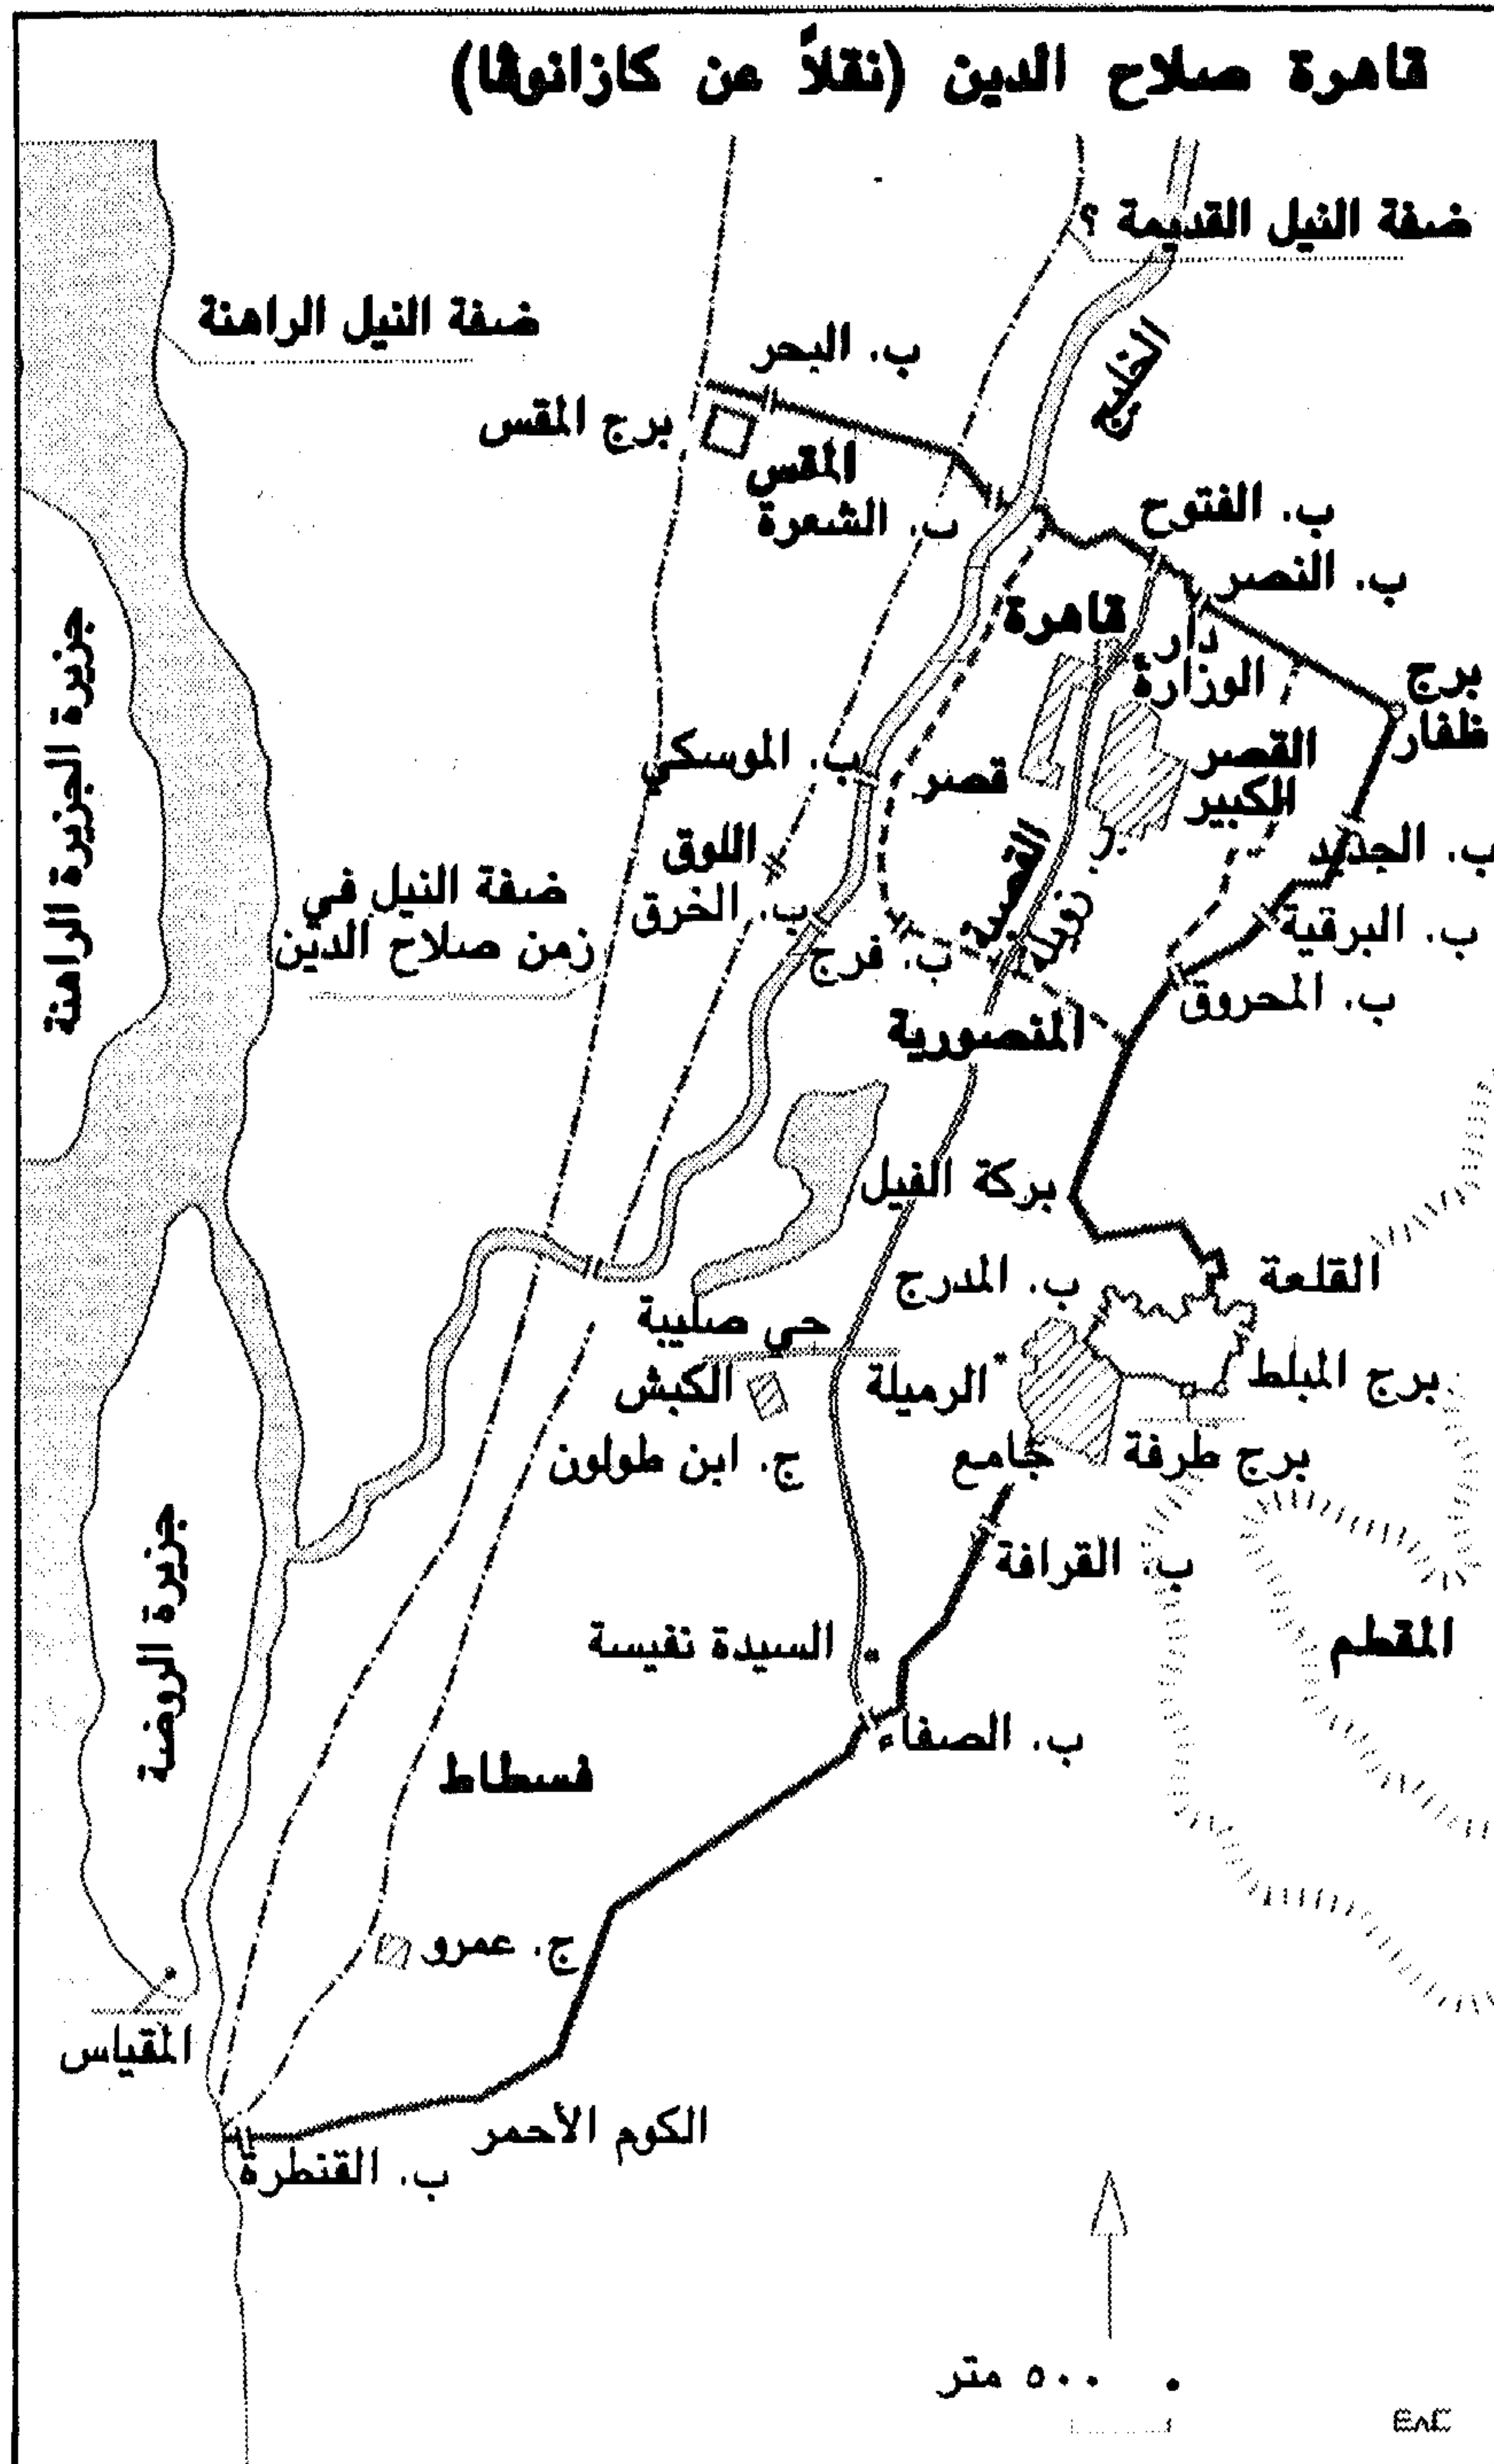 قاهرة صلاح الدين (نقلاً عن كازانوڤا)
ضفة النيل القديمة ؟
ضفة النيل الراهنة
ب. البحر
الخليج
برج المقس
المقس
ب. الشعرة
ب. الفتوح
ب. النصر
قاهرة
دار
الوزارة
برج
ظفار
القصر
الكبير
قصر
ب. الموسكي
جزيرة الجزيرة الراهنة
اللوق
ب. الخرق
ضفة النيل في
زمن صلاح الدين
القصبة
ب. زويلة
ب. فرج
ب. الجديد
ب. البرقية
ب. المحروق
المنصورية
بركة الفيل
القلعة
ب. المدرج
حي صليبة
الكبش
الرميلة
برج المبلط
ج. ابن طولون
جامع
برج طرفة
ب. القرافة
السيدة نفيسة
المقطم
جزيرة الروضة
ب. الصفاء
فسطاط
ج. عمرو
المقياس
الكوم الأحمر
ب. القنطرة
٥٠٠ متر
٠